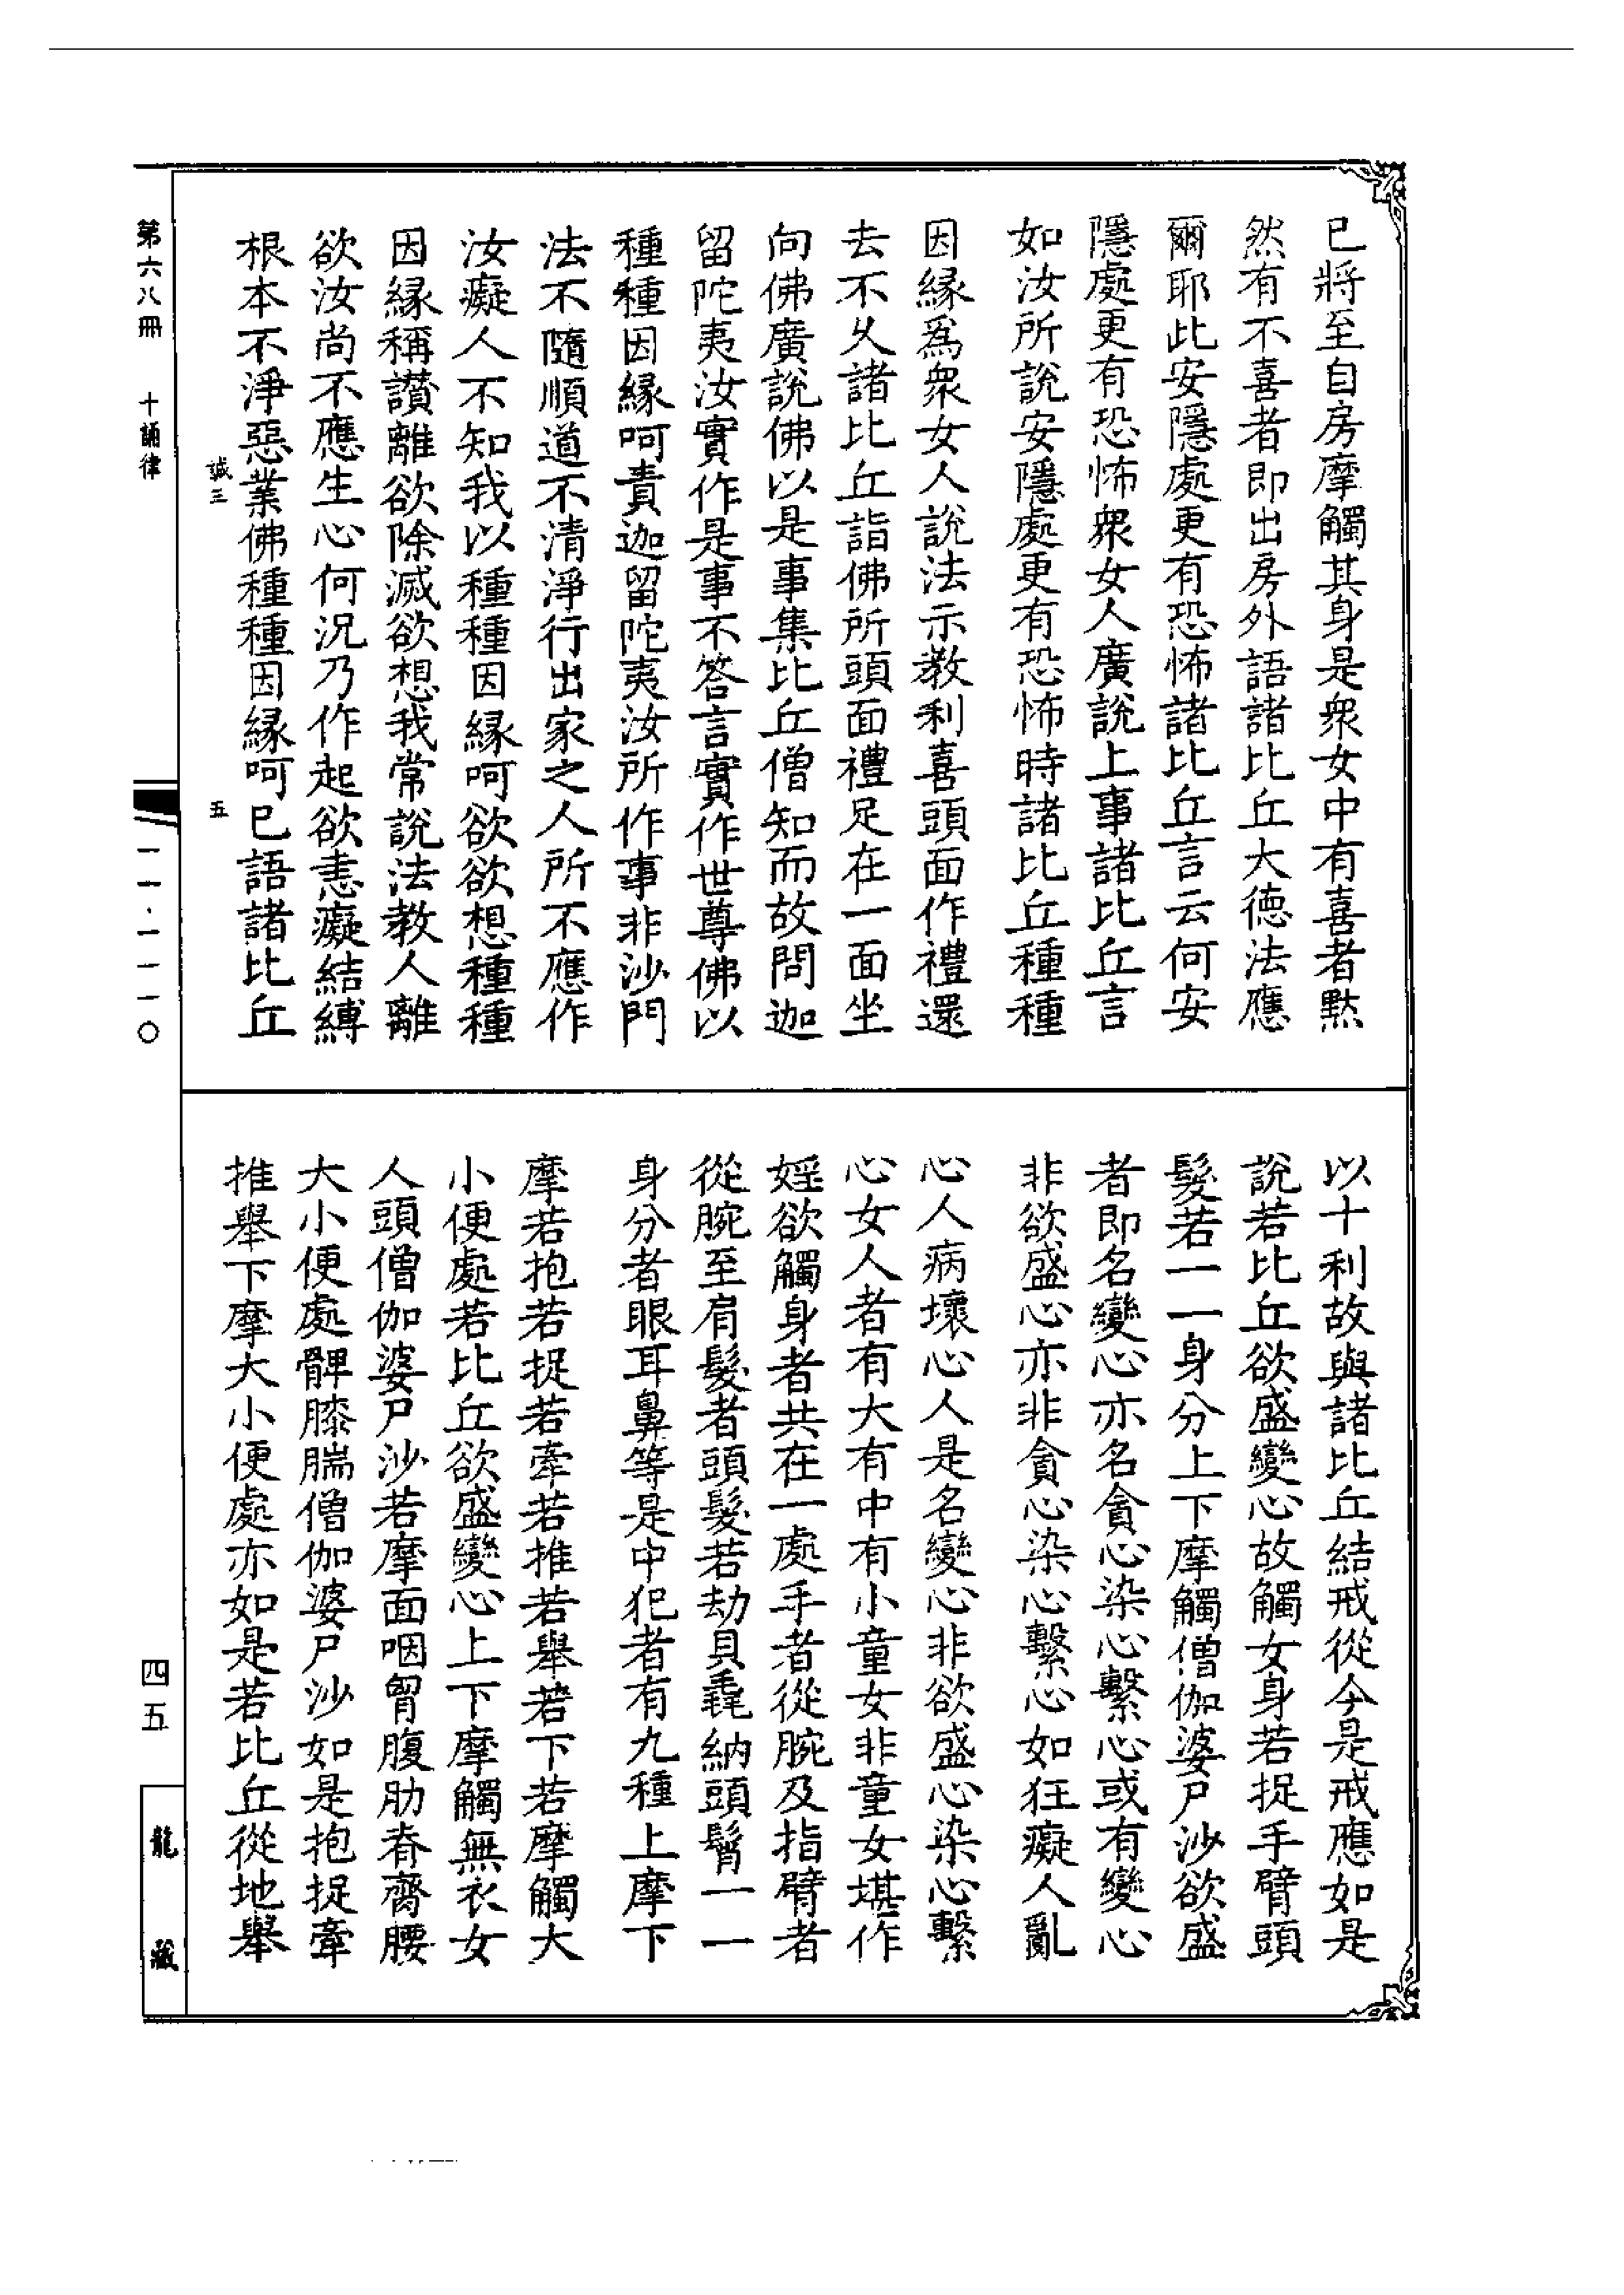 已將至自房摩觸其身是衆女中有喜者黙
然有不喜者即出房外語諸比丘大德法應
爾耶此安隱處更有恐怖諸比丘言云何安
隱處更有恐怖衆女人廣說上事諸比丘言
如汝所說安隱處更有恐怖時諸比丘種種
因縁爲衆女人說法示教利喜頭面作禮還
去不久諸比丘詣佛所頭面禮足在一面坐
向佛廣說佛以是事集比丘僧知而故問迦
留陀夷汝實作是事不答言實作世尊佛以
種種因縁呵責迦留陀夷汝所作事非沙門
法不隨順道不清淨行出家之人所不應作
汝癡人不知我以種種因縁呵欲欲想種種
因縁稱讚離欲除滅欲想我常說法教人離
欲汝尚不應生心何況乃作起欲恚癡結縛
根本不淨惡業佛種種因縁呵已語諸比丘
以十利故與諸比丘結戒從今是戒應如是
說若比丘欲盛變心故觸女身若捉手臂頭
髮若一一身分上下摩觸僧伽婆尸沙欲盛
者即名變心亦名貪心染心繫心或有變心
非欲盛心亦非貪心染心繫心如狂癡人亂
心人病壞心人是名變心非欲盛心染心繫
心女人者有大有中有小童女非童女堪作
婬欲觸身者共在一處手者從腕及指臂者
從腕至肩髮者頭髮若劫貝毳納頭䯻一一
身分者眼耳鼻等是中犯者有九種上摩下
摩若抱若捉若牽若推若舉若下若摩觸大
小便處若比丘欲盛變心上下摩觸無衣女
人頭僧伽婆尸沙若摩面咽胷腹肋脊臍腰
大小便處髀膝腨僧伽婆尸沙如是抱捉牽
推舉下摩大小便處亦如是若比丘從地舉
誠三
五
第六八冊
十誦律
一一·一一一〇
四五
龍藏